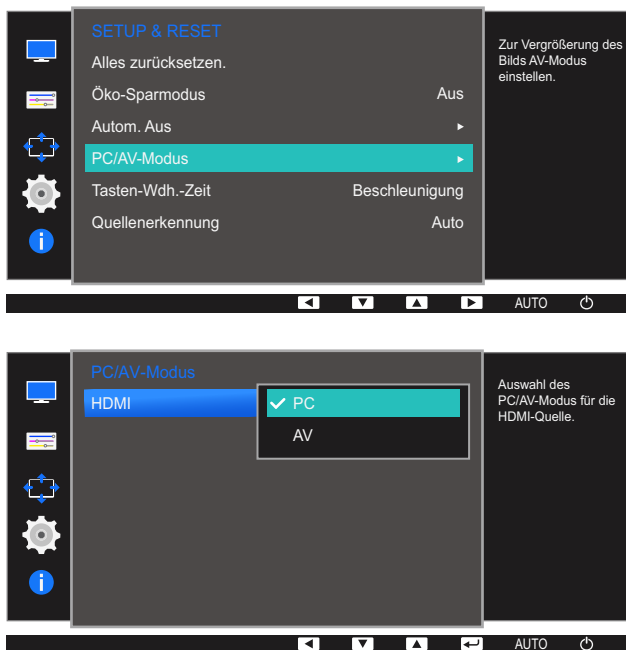 SETUP & RESET
Alles zurücksetzen.
Öko-Sparmodus Aus
Autom. Aus
PC/AV-Modus
Tasten-Wdh.-Zeit Beschleunigung
Quellenerkennung Auto
Zur Vergrößerung des
Bilds AV-Modus
einstellen.
AUTO
PC/AV-Modus
HDMI
PC
AV
Auswahl des
PC/AV-Modus für die
HDMI-Quelle.
AUTO